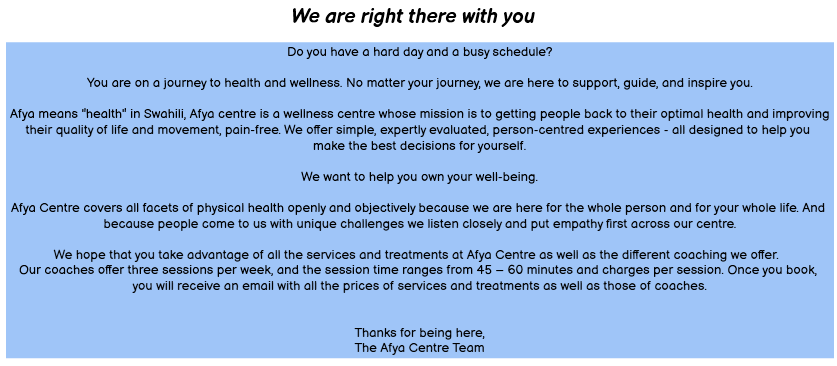 We are right there with you
Do you have a hard day and a busy schedule?
You are on a journey to health and wellness. No matter your journey, we are here to support, guide, and inspire you.
Afya means "health" in Swahili, Afya centre is a wellness centre whose mission is to getting people back to their optimal health and improving
their quality of life and movement, pain-free. We offer simple, expertly evaluated, person-centred experiences - all designed to help you
make the best decisions for yourself.
We want to help you own your well-being.
Afya Centre covers all facets of physical health openly and objectively because we are here for the whole person and for your whole life. And
because people come to us with unique challenges we listen closely and put empathy first across our centre.
We hope that you take advantage of all the services and treatments at Afya Centre as well as the different coaching we offer.
Our coaches offer three sessions per week, and the session time ranges from 45 – 60 minutes and charges per session. Once you book,
you will receive an email with all the prices of services and treatments as well as those of coaches.
Thanks for being here,
The Afya Centre Team